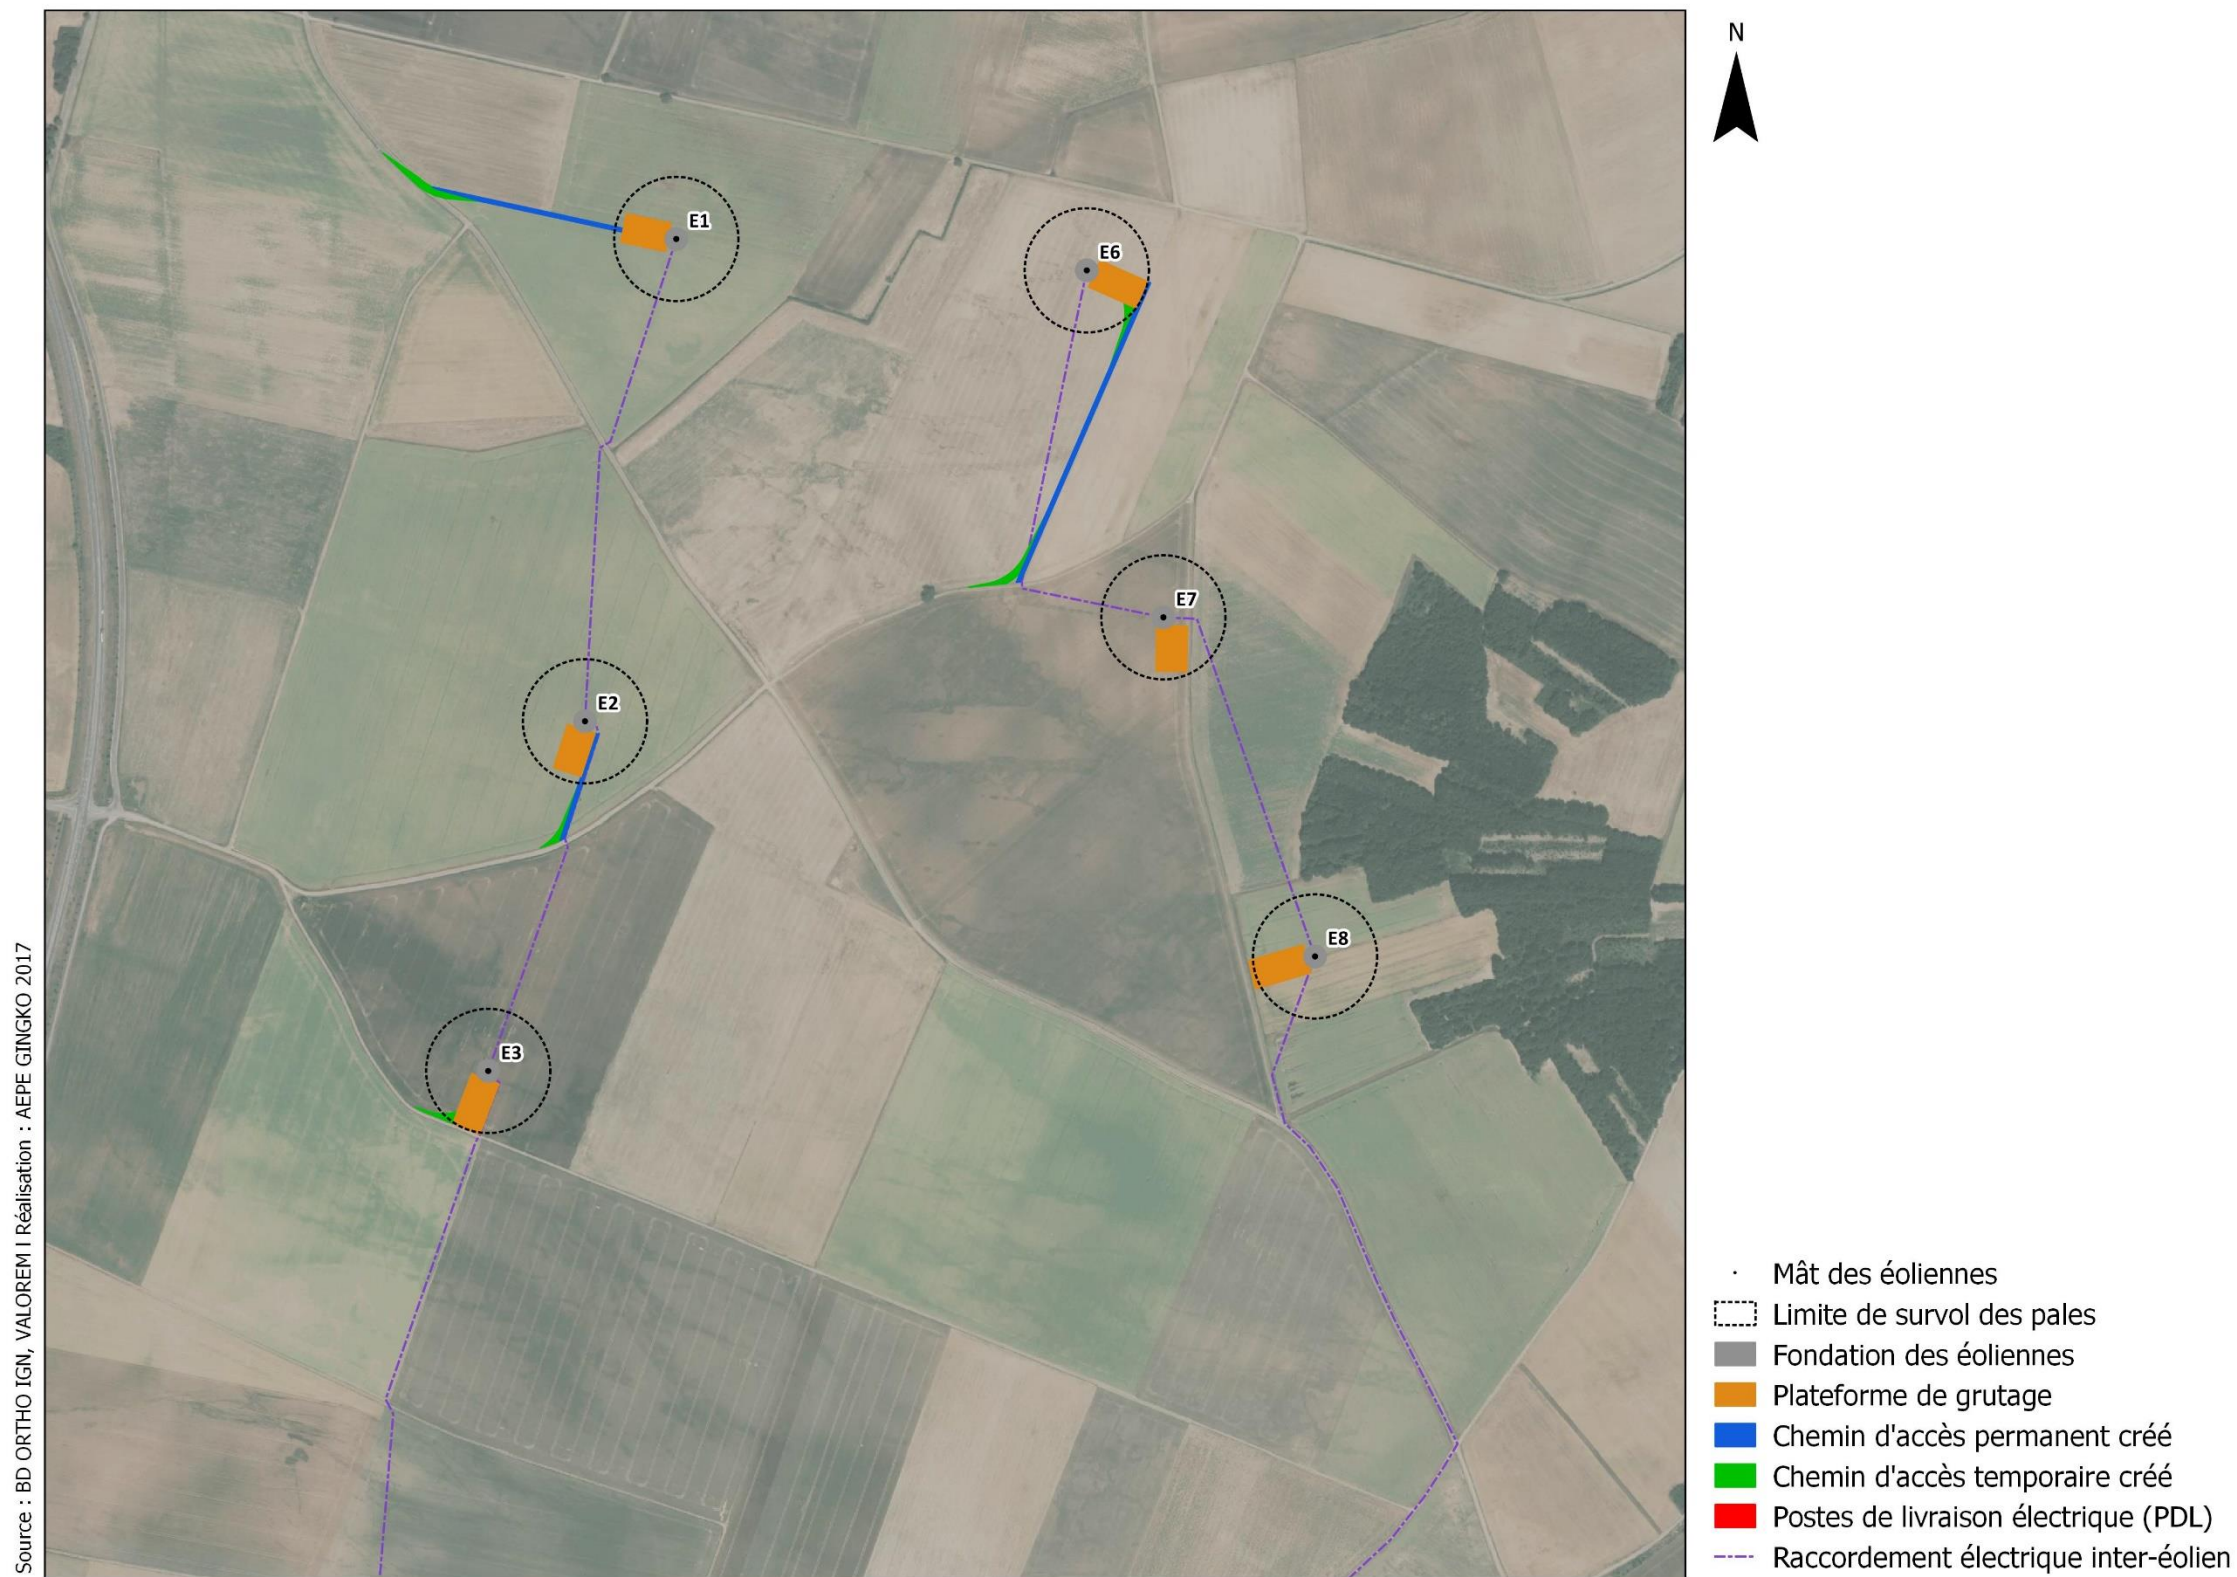 N
E1
E6
E7
E2
E8
E3
Mât des éoliennes
Limite de survol des pales
Fondation des éoliennes
Plateforme de grutage
Chemin d'accès permanent créé
Chemin d'accès temporaire créé
Postes de livraison électrique (PDL)
Raccordement électrique inter-éolien
Source : BD ORTHO IGN, VALOREM I Réalisation : AEPE GINGKO 2017